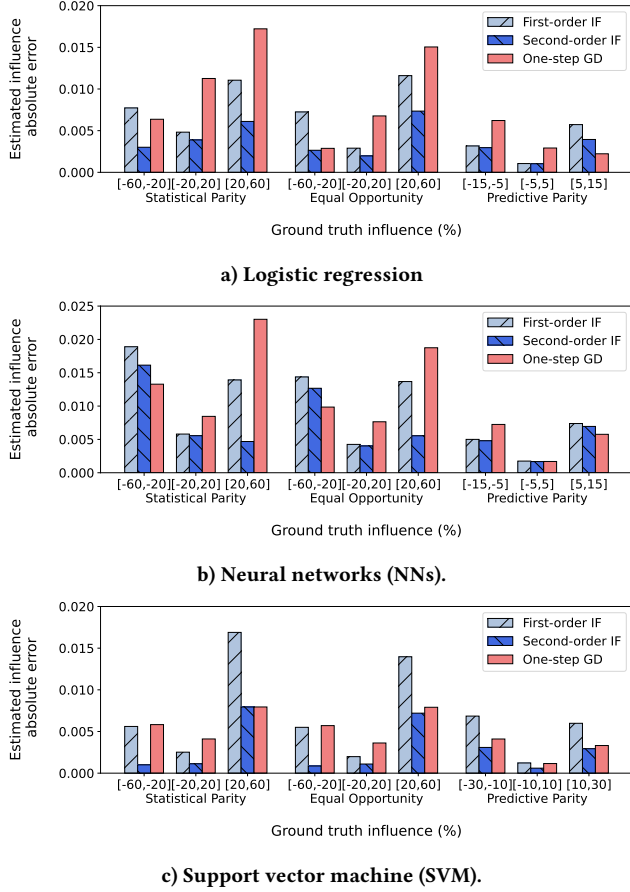 0.020
0.015
0.010
0.005
0.000
Estimated influence
absolute error
First-order IF
Second-order IF
One-step GD
[-60,-20] [-20,20] [20,60] [-60,-20] [-20,20] [20,60] [-15,-5] [-5,5] [5,15]
Statistical Parity Equal Opportunity Predictive Parity
Ground truth influence (%)
a) Logistic regression
0.025
0.020
0.015
0.010
0.005
0.000
Estimated influence
absolute error
First-order IF
Second-order IF
One-step GD
[-60,-20] [-20,20] [20,60] [-60,-20] [-20,20] [20,60] [-15,-5] [-5,5] [5,15]
Statistical Parity Equal Opportunity Predictive Parity
Ground truth influence (%)
b) Neural networks (NNs).
0.020
0.015
0.010
0.005
0.000
Estimated influence
absolute error
First-order IF
Second-order IF
One-step GD
[-60,-20] [-20,20] [20,60] [-60,-20] [-20,20] [20,60] [-30,-10] [-10,10] [10,30]
Statistical Parity Equal Opportunity Predictive Parity
Ground truth influence (%)
c) Support vector machine (SVM).